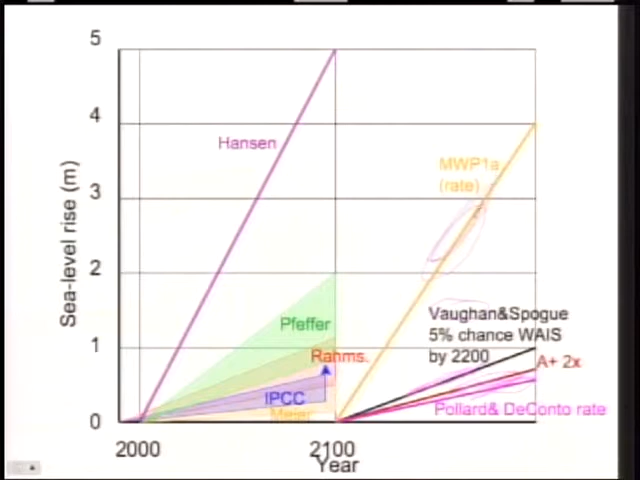 5
4
3
2
1
0
Sea-level rise (m)
Hansen
MWP1a
(rate)
Pfeffer
Rahms.
IPCC
Meier
Vaughan&Spogue
5% chance WAIS
by 2200
A+ 2x
Pollard& DeConto rate
2000
2100
Year